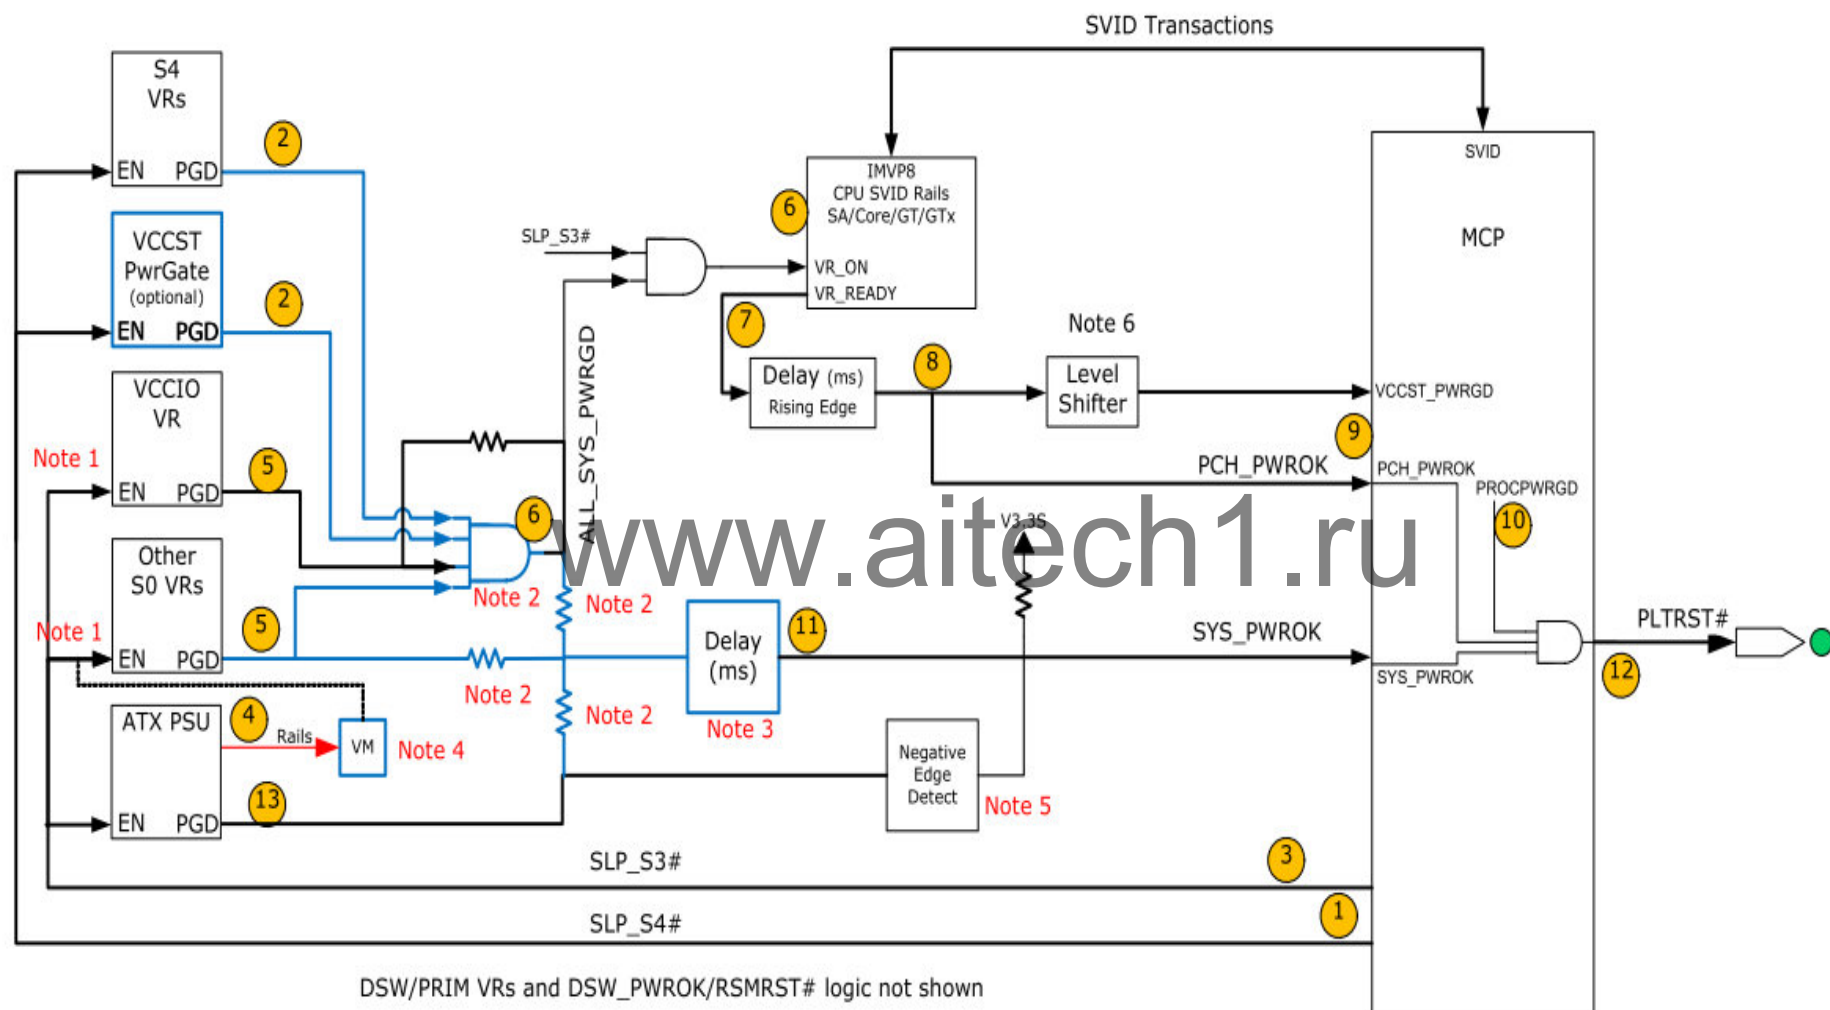 SVID Transactions
S4
VRs
EN PGD
2
VCCST
PwrGate
(optional)
EN PGD
2
VCCIO
VR
EN PGD
Note 1
5
Other
S0 VRs
EN PGD
Note 1
5
ATX PSU
EN PGD
4
Rails
VM
Note 4
13
SLP_S3#
6
IMVP8
CPU SVID Rails
SA/Core/GT/GTx
VR_ON
VR_READY
7
Delay (ms)
Rising Edge
8
Note 6
Level
Shifter
ALL_SYS_PWRGD
6
Note 2
Note 2
Note 2
Note 2
Delay
(ms)
Note 3
11
V3.3S
Negative
Edge
Detect
Note 5
PCH_PWROK
SYS_PWROK
SVID
MCP
VCCST_PWRGD
9
PCH_PWROK
PROCPWRGD
10
SYS_PWROK
PLTRST#
12
SLP_S3#
3
SLP_S4#
1
DSW/PRIM VRs and DSW_PWROK/RSMRST# logic not shown
www.aitech1.ru